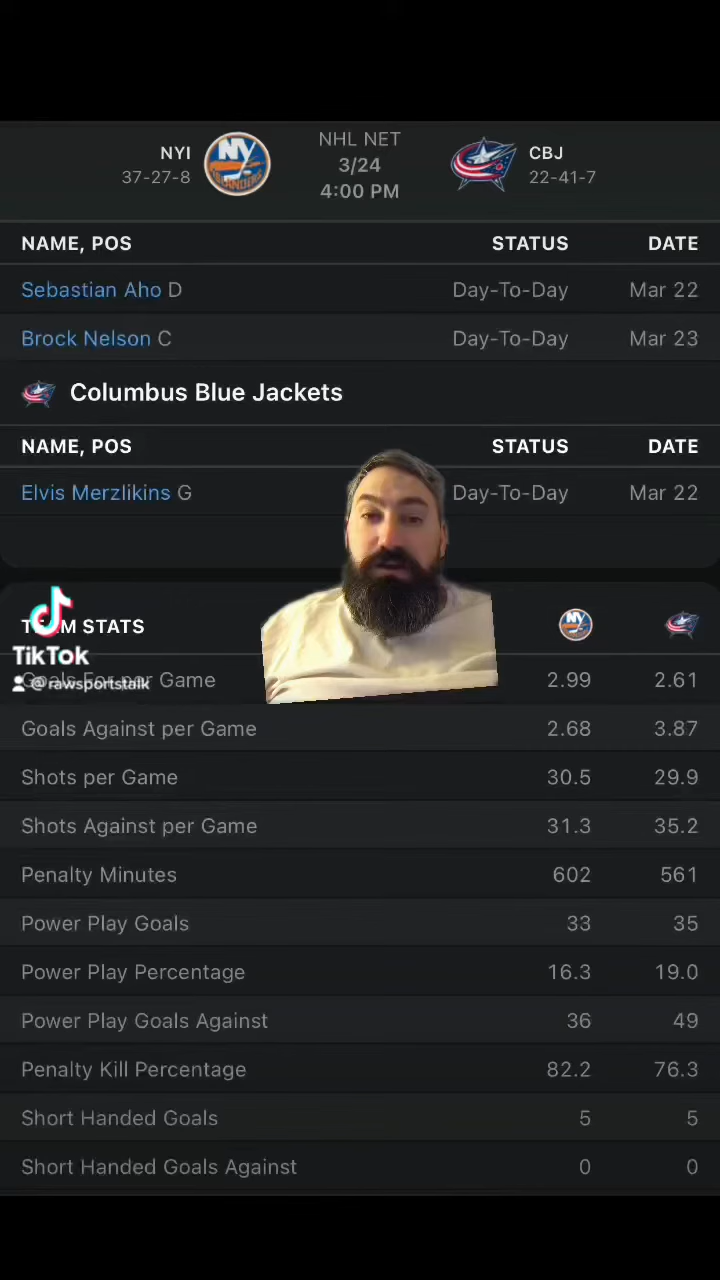 NHL NET
NYI
3/24
CBJ
37-27-8
22-41-7
4:00 PM
NAME, POS STATUS DATE
Sebastian Aho D Day-To-Day Mar 22
Brock Nelson C Day-To-Day Mar 23
Columbus Blue Jackets
NAME, POS STATUS DATE
Elvis Merzlikins G Day-To-Day Mar 22
TEAM STATS
TikTok
@rawsportstalk
Goals For per Game 2.99 2.61
Goals Against per Game 2.68 3.87
Shots per Game 30.5 29.9
Shots Against per Game 31.3 35.2
Penalty Minutes 602 561
Power Play Goals 33 35
Power Play Percentage 16.3 19.0
Power Play Goals Against 36 49
Penalty Kill Percentage 82.2 76.3
Short Handed Goals 5 5
Short Handed Goals Against 0 0